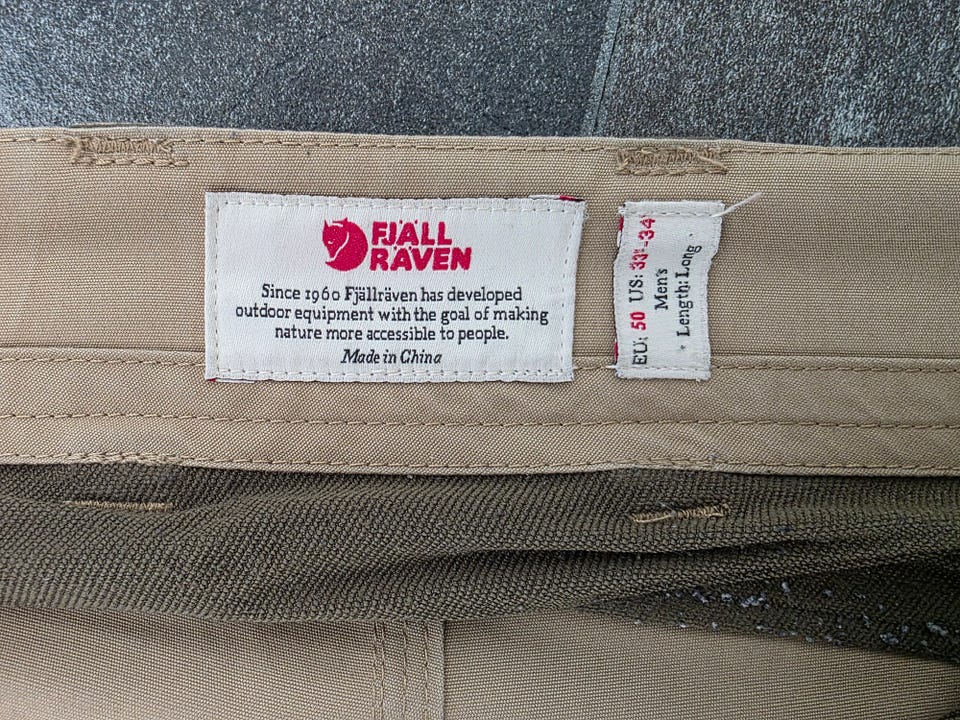 FJÄLL
RÄVEN
Since 1960 Fjällräven has developed
outdoor equipment with the goal of making
nature more accessible to people.
Made in China
EU: 50 US: 33"-34"
Men's
Length: Long